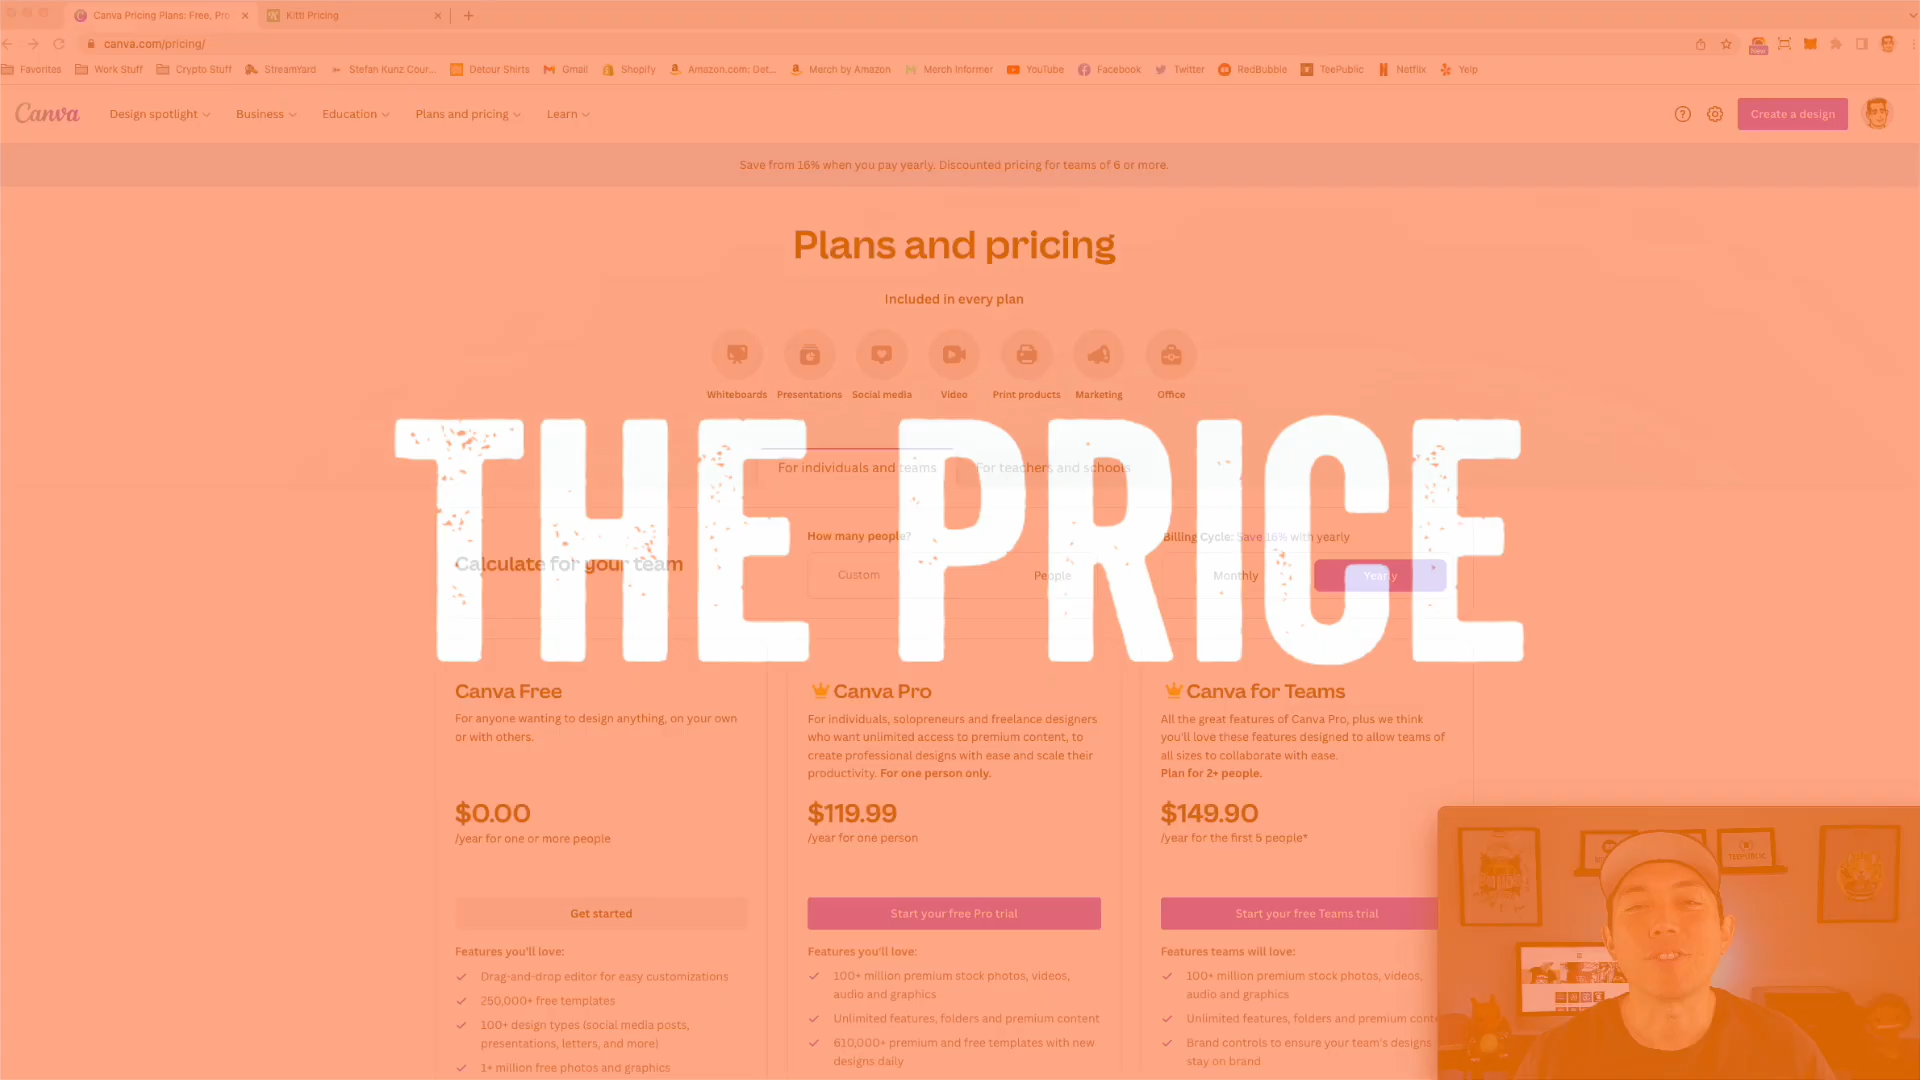 Canva Pricing Plans: Free, Pro
Kittl Pricing
canva.com/pricing/
Favorites
Work Stuff
Crypto Stuff
StreamYard
Stefan Kunz Cour...
Detour Shirts
Gmail
Shopify
Amazon.com: Det...
Merch by Amazon
Merch Informer
YouTube
Facebook
Twitter
RedBubble
TeePublic
Netflix
Yelp
Canva
Design spotlight
Business
Education
Plans and pricing
Learn
Create a design
Save from 16% when you pay yearly. Discounted pricing for teams of 6 or more.
Plans and pricing
Included in every plan
Whiteboards
Presentations
Social media
Video
Print products
Marketing
Office
THE PRICE
For individuals and teams
For teachers and schools
Calculate for your team
How many people?
Custom
People
Billing Cycle: Save 16% with yearly
Monthly
Yearly
Canva Free
For anyone wanting to design anything, on your own
or with others.
$0.00
/year for one or more people
Get started
Features you'll love:
Drag-and-drop editor for easy customizations
250,000+ free templates
100+ design types (social media posts,
presentations, letters, and more)
1+ million free photos and graphics
Canva Pro
For individuals, solopreneurs and freelance designers
who want unlimited access to premium content, to
create professional designs with ease and scale their
productivity. For one person only.
$119.99
/year for one person
Start your free Pro trial
Features you'll love:
100+ million premium stock photos, videos,
audio and graphics
Unlimited features, folders and premium content
610,000+ premium and free templates with new
designs daily
Canva for Teams
All the great features of Canva Pro, plus we think
you'll love these features designed to allow teams of
all sizes to collaborate with ease.
Plan for 2+ people.
$149.90
/year for the first 5 people*
Start your free Teams trial
Features teams will love:
100+ million premium stock photos, videos,
audio and graphics
Unlimited features, folders and premium conte
Brand controls to ensure your team's designs
stay on brand
TEEPUBLIC